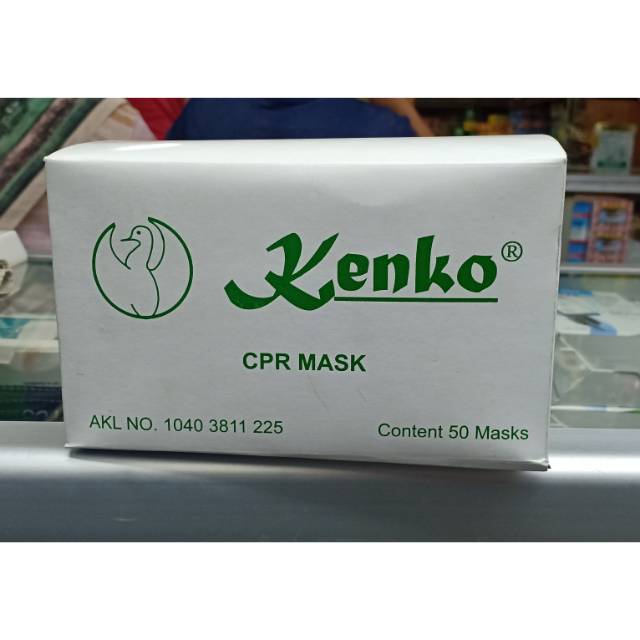 Kenko®
CPR MASK
AKL NO. 1040 3811 225
Content 50 Masks